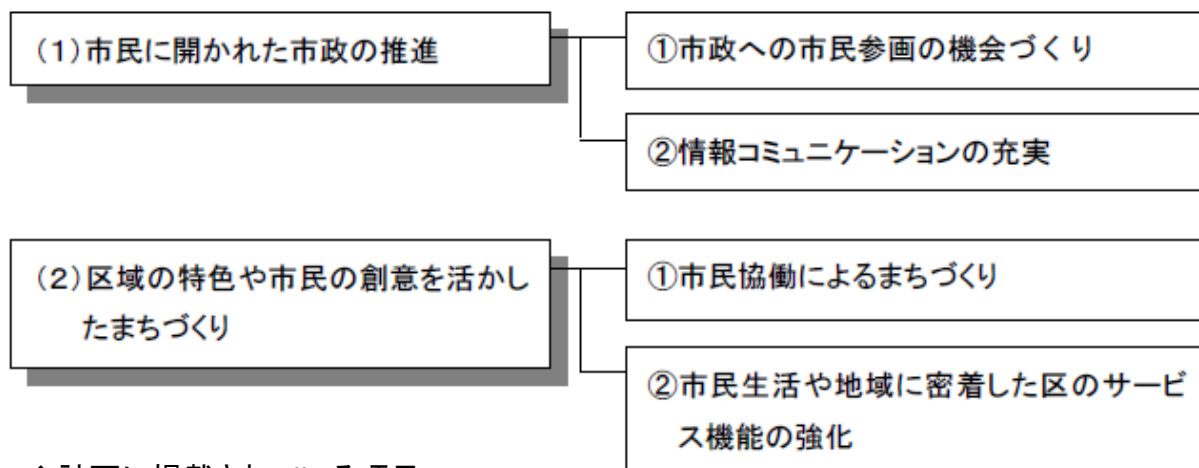 (1)市民に開かれた市政の推進
①市政への市民参画の機会づくり
②情報コミュニケーションの充実
(2)区域の特色や市民の創意を活かし
たまちづくり
①市民協働によるまちづくり
②市民生活や地域に密着した区のサービ
ス機能の強化